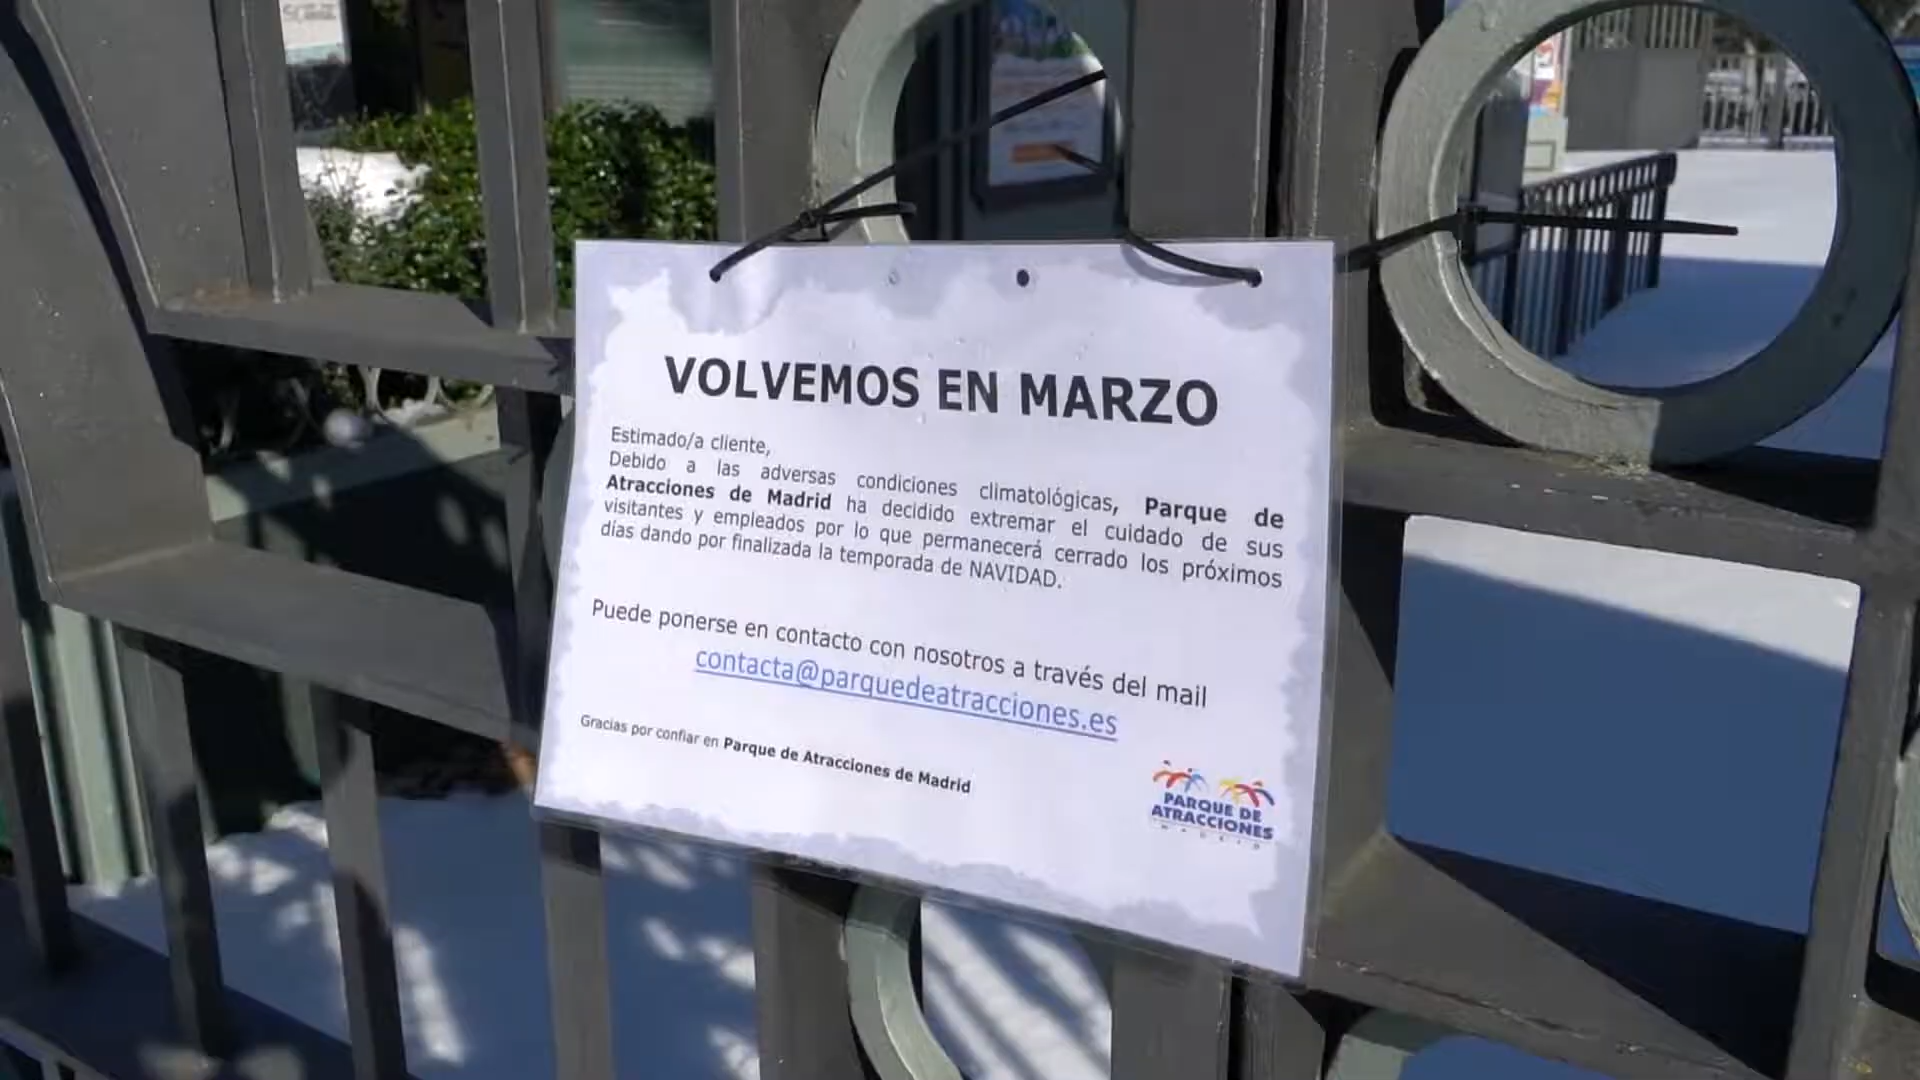 VOLVEMOS EN MARZO
Estimado/a cliente,
Debido a las adversas condiciones climatológicas, Parque de
Atracciones de Madrid ha decidido extremar el cuidado de sus
visitantes y empleados por lo que permanecerá cerrado los próximos
días dando por finalizada la temporada de NAVIDAD.
Puede ponerse en contacto con nosotros a través del mail
contacta@parquedeatracciones.es
Gracias por confiar en Parque de Atracciones de Madrid
PARQUE DE
ATRACCIONES
MADRID